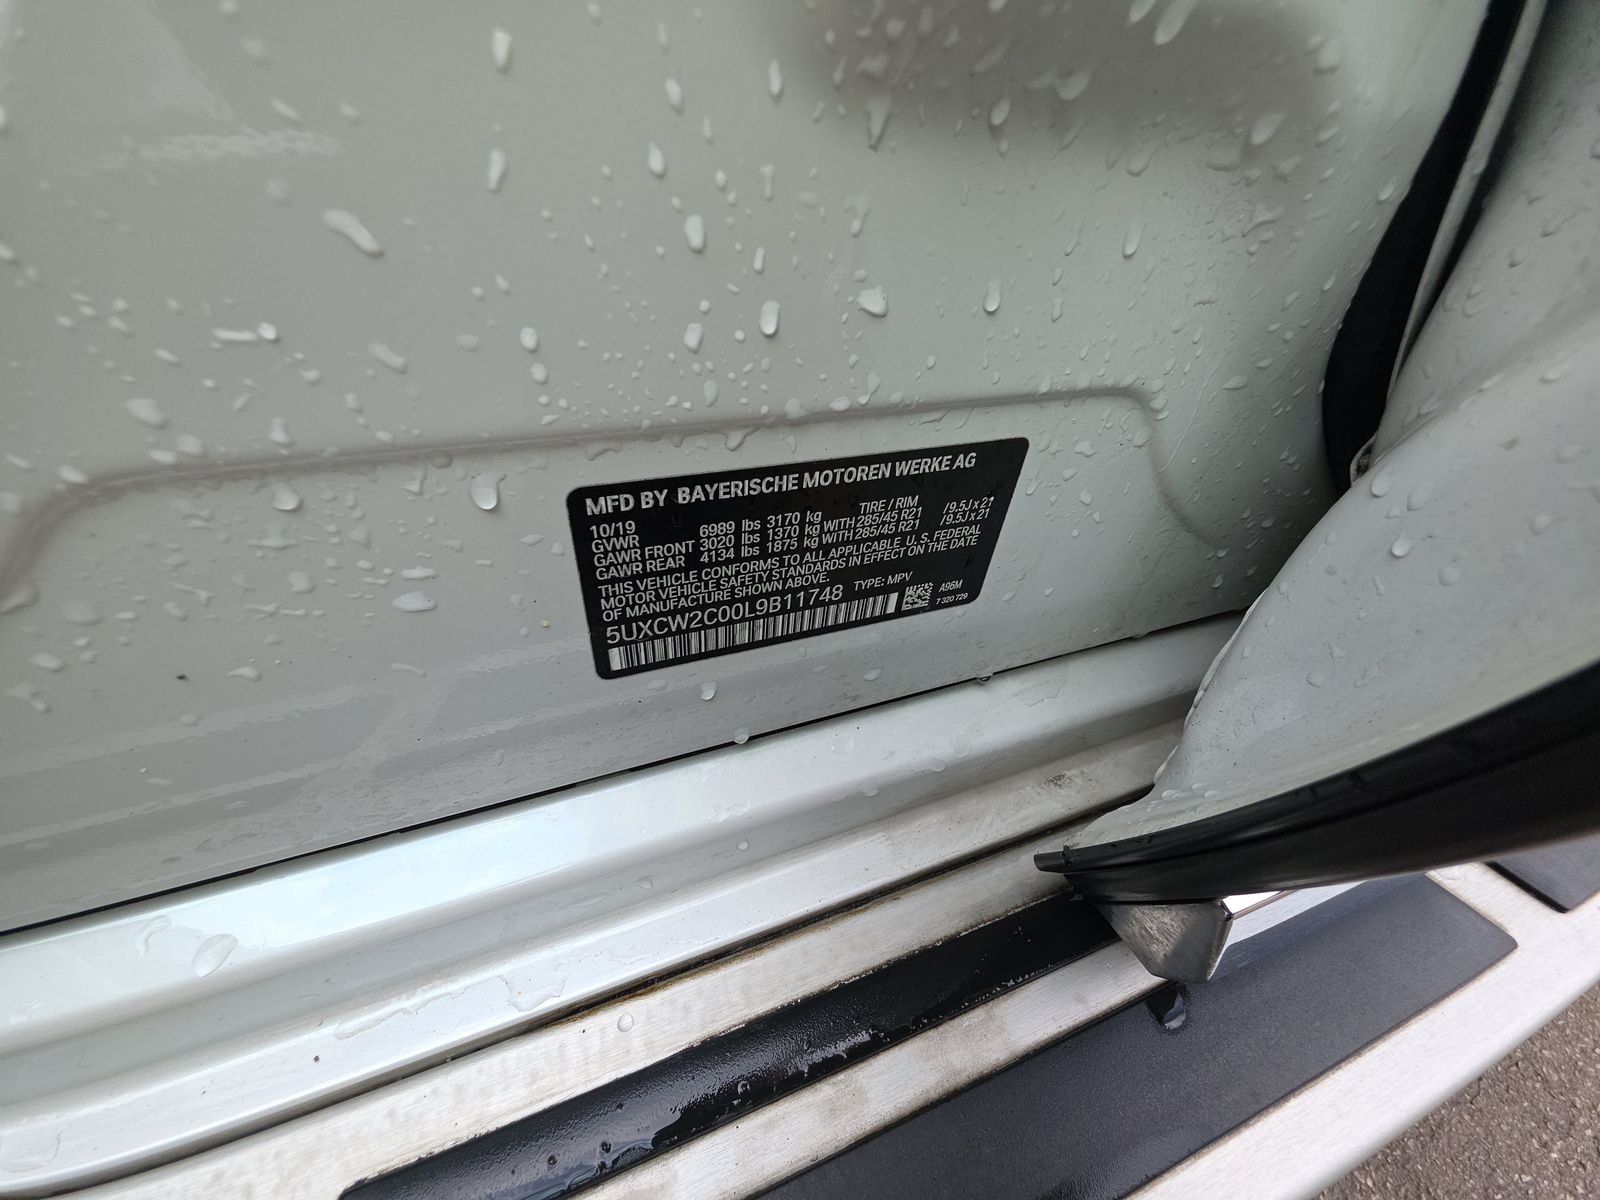 MFD BY BAYERISCHE MOTOREN WERKE AG
10/19 TIRE / RIM
GVWR 6989 lbs 3170 kg
GAWR FRONT 3020 lbs 1370 kg WITH 285/45 R21 /9.5J x 21
GAWR REAR 4134 lbs 1875 kg WITH 285/45 R21 /9.5J x 21
THIS VEHICLE CONFORMS TO ALL APPLICABLE U. S. FEDERAL
MOTOR VEHICLE SAFETY STANDARDS IN EFFECT ON THE DATE
OF MANUFACTURE SHOWN ABOVE.
5UXCW2C00L9B11748 TYPE: MPV
A96M
7 320 729